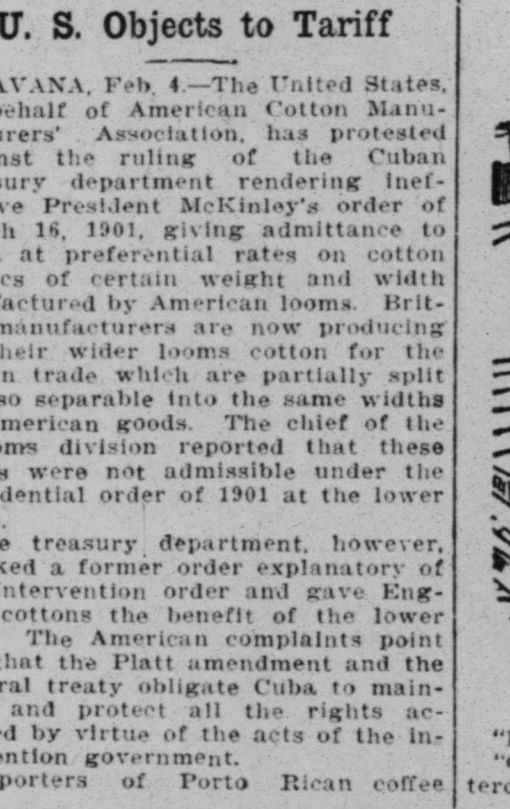 U. S. Objects to Tariff
AVANA, Feb. 4.—The United States,
behalf of American Cotton Manu-
urers' Association, has protested
nst the ruling of the Cuban
sury department rendering inef-
ve President McKinley's order of
h 16, 1901, giving admittance to
at preferential rates on cotton
cs of certain weight and width
factured by American looms. Brit-
manufacturers are now producing
heir wider looms cotton for the
n trade which are partially split
so separable into the same widths
merican goods. The chief of the
oms division reported that these
s were not admissible under the
dential order of 1901 at the lower
e treasury department, however,
ked a former order explanatory of
ntervention order and gave Eng-
cottons the benefit of the lower
The American complaints point
that the Platt amendment and the
ral treaty obligate Cuba to main-
and protect all the rights ac-
d by virtue of the acts of the in-
ention government.
porters of Porto Rican coffee
terc